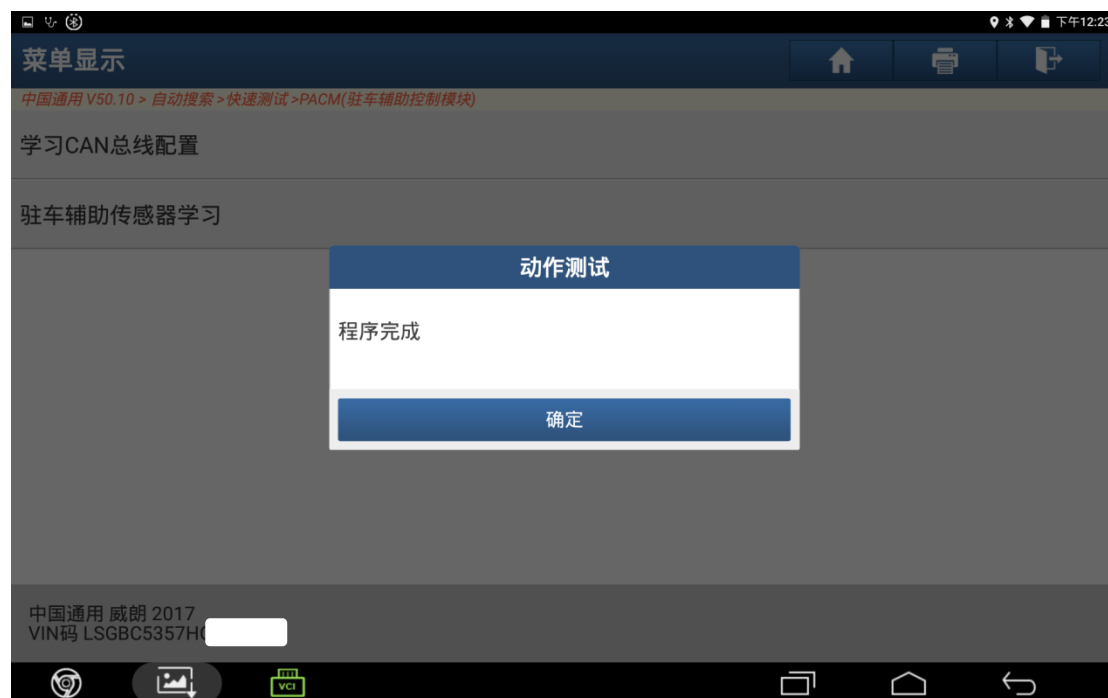 下午12:23
菜单显示
中国通用 V50.10 > 自动搜索 >快速测试 >PACM(驻车辅助控制模块)
学习CAN总线配置
驻车辅助传感器学习
动作测试
程序完成
确定
中国通用 威朗 2017
VIN码 LSGBC5357H
VCI